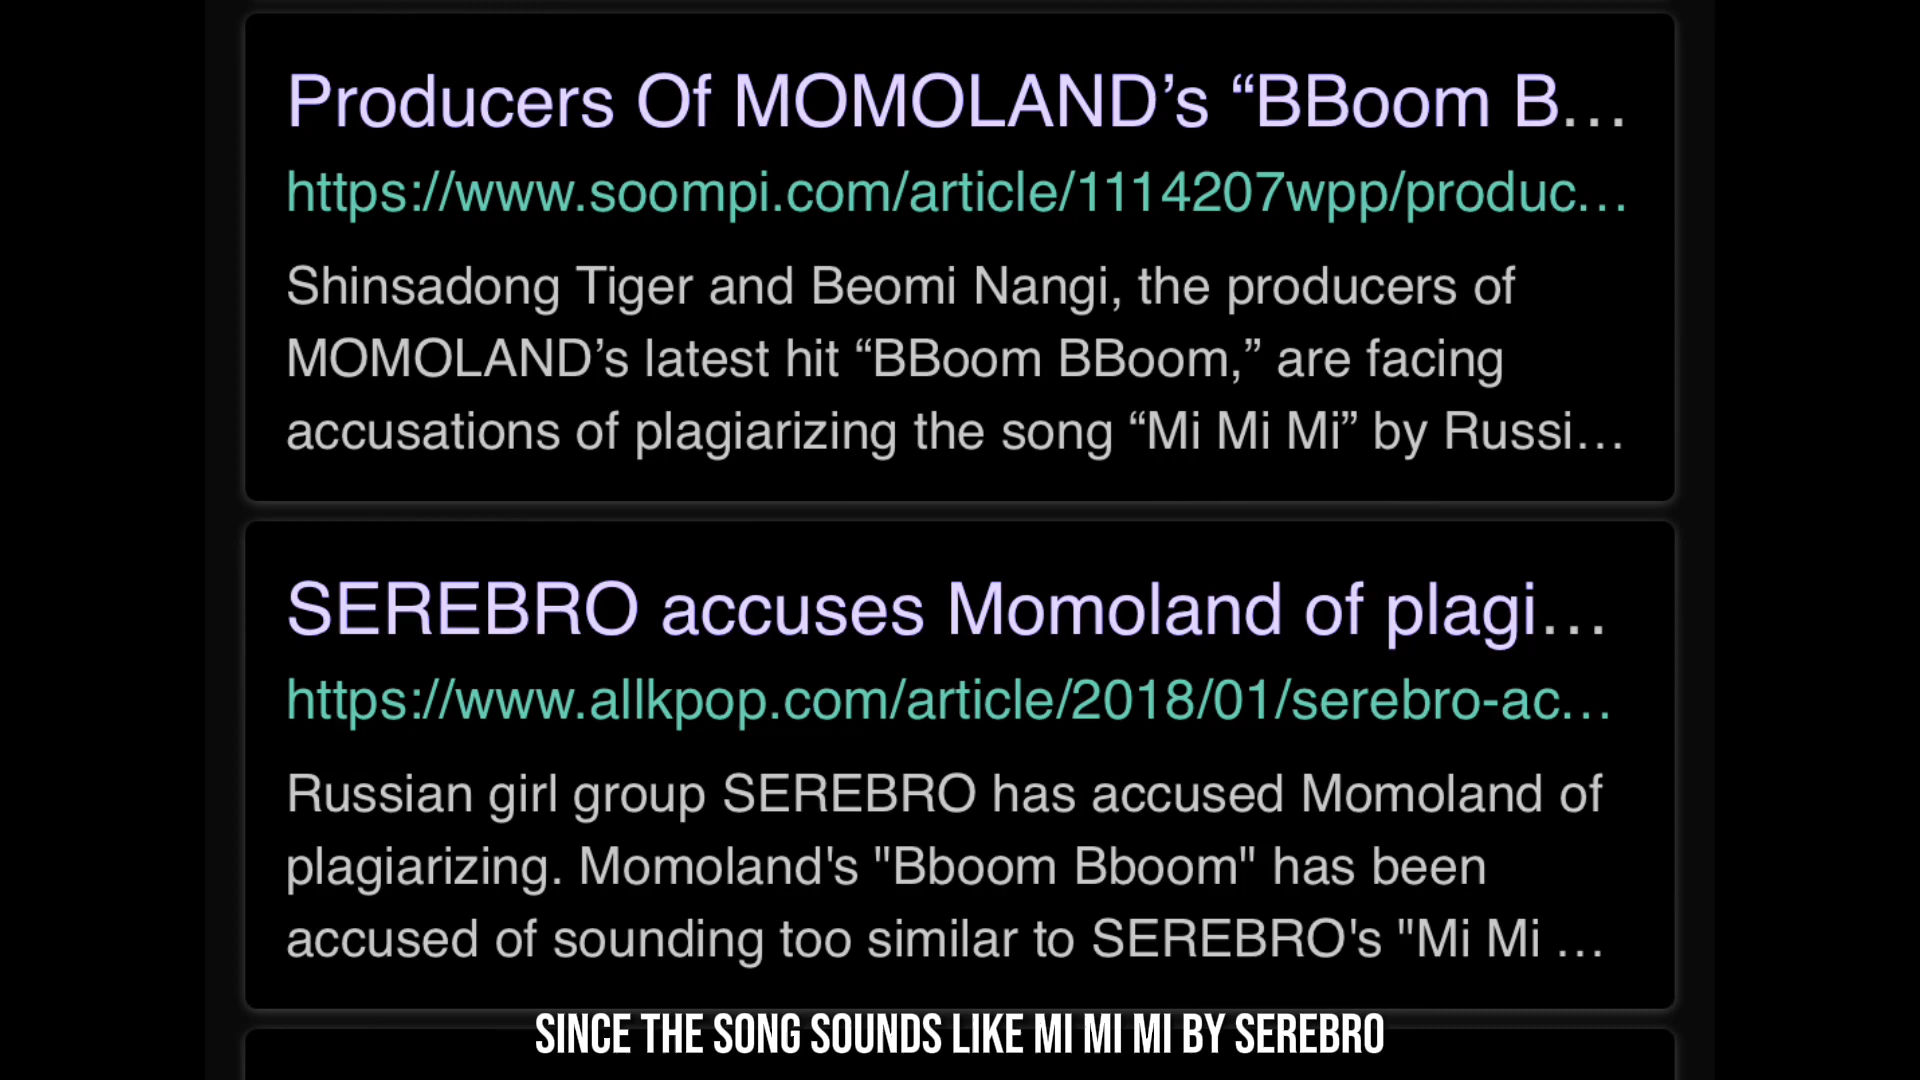 Producers Of MOMOLAND’s “BBoom B...
https://www.soompi.com/article/1114207wpp/produc...
Shinsadong Tiger and Beomi Nangi, the producers of
MOMOLAND’s latest hit “BBoom BBoom,” are facing
accusations of plagiarizing the song “Mi Mi Mi” by Russi...
SEREBRO accuses Momoland of plagi...
https://www.allkpop.com/article/2018/01/serebro-ac...
Russian girl group SEREBRO has accused Momoland of
plagiarizing. Momoland's "Bboom Bboom" has been
accused of sounding too similar to SEREBRO's "Mi Mi ...
SINCE THE SONG SOUNDS LIKE MI MI MI BY SEREBRO